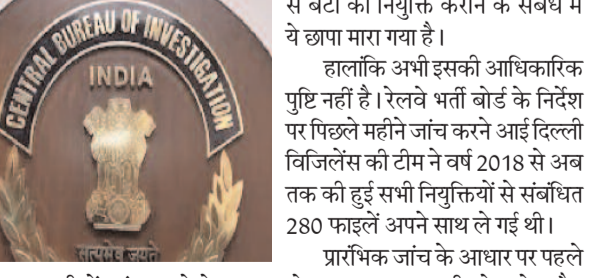 CENTRAL BUREAU OF INVESTIGATION
INDIA
सत्यमेव जयते
से बेटों की नियुक्ति कराने के संबंध में
ये छापा मारा गया है।
हालांकि अभी इसकी आधिकारिक
पुष्टि नहीं है। रेलवे भर्ती बोर्ड के निर्देश
पर पिछले महीने जांच करने आई दिल्ली
विजिलेंस की टीम ने वर्ष 2018 से अब
तक की हुई सभी नियुक्तियों से संबंधित
280 फाइलें अपने साथ ले गई थी।
प्रारंभिक जांच के आधार पर पहले